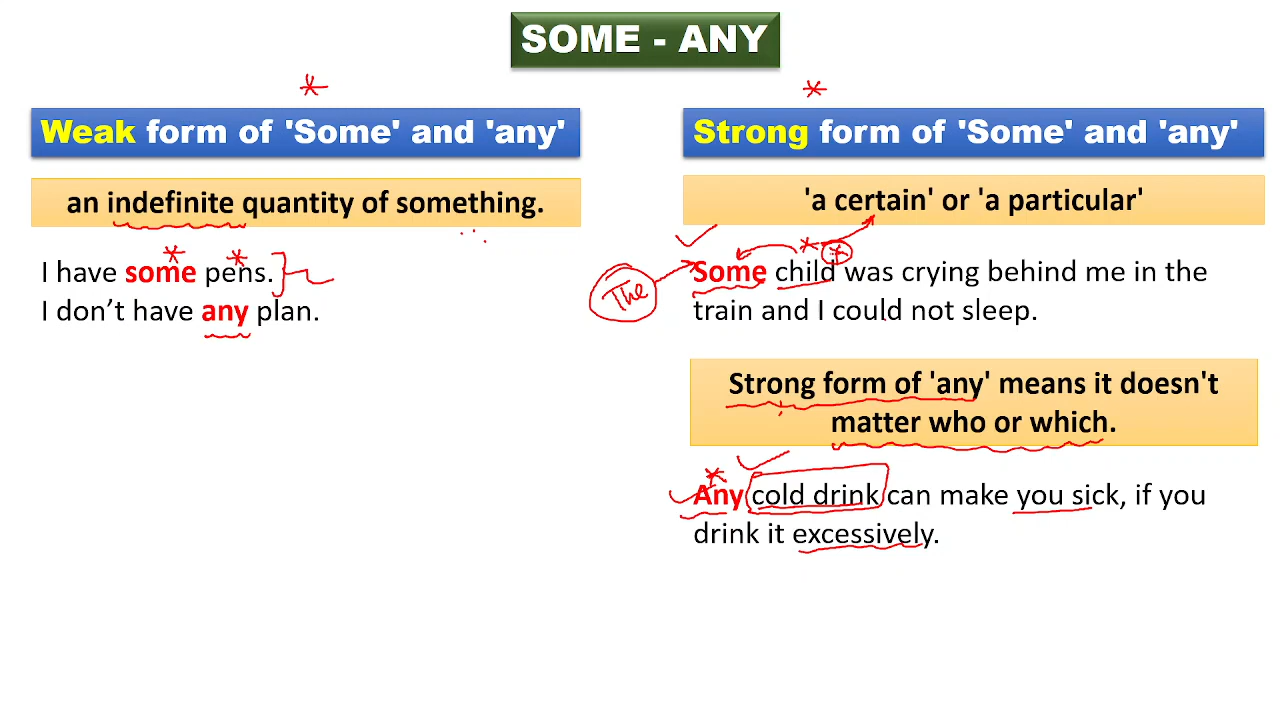 SOME - ANY
Weak form of 'Some' and 'any'
an indefinite quantity of something.
I have some pens.
I don't have any plan.
Strong form of 'Some' and 'any'
'a certain' or 'a particular'
The
Some child was crying behind me in the
train and I could not sleep.
Strong form of 'any' means it doesn't
matter who or which.
Any cold drink can make you sick, if you
drink it excessively.